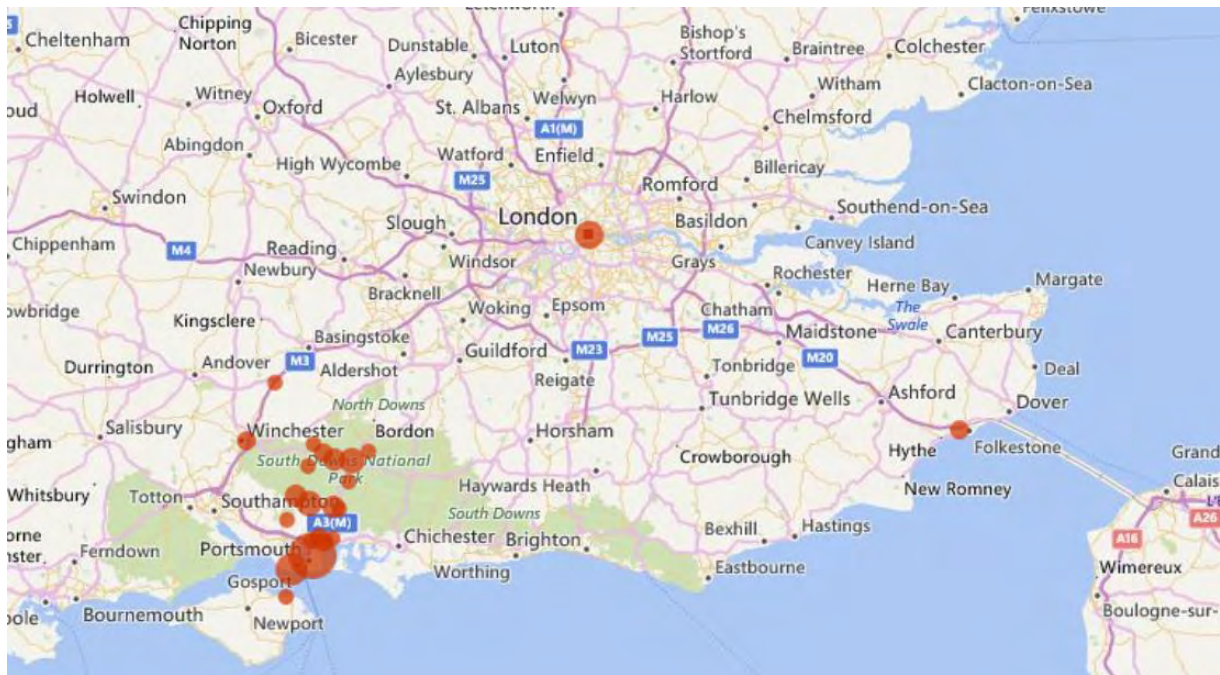 Felixstowe
Chipping
Norton
Cheltenham
Bicester
Dunstable
Luton
Bishop's
Stortford
Braintree
Colchester
Aylesbury
Holwell
Witney
Oxford
St. Albans
Welwyn
Harlow
Witham
Clacton-on-Sea
Chelmsford
A1(M)
Abingdon
High Wycombe
Watford
Enfield
Billericay
M25
Romford
Swindon
Slough
London
Basildon
Southend-on-Sea
Chippenham
M4
Reading
Newbury
Windsor
Grays
Canvey Island
Bracknell
Woking
Epsom
Rochester
Herne Bay
Margate
Chatham
The
Swale
Kingsclere
Basingstoke
M25
M26
Maidstone
Canterbury
Durrington
Andover
M3
Aldershot
Guildford
M23
Reigate
M20
Tonbridge
Deal
North Downs
Tunbridge Wells
Ashford
Dover
Salisbury
Winchester
Bordon
Horsham
Hythe
Folkestone
South Downs National
Park
Crowborough
Whitsbury
Totton
Southampton
Haywards Heath
New Romney
Calais
South Downs
A3(M)
Bexhill
Hastings
A26
A16
Ferndown
Portsmouth
Chichester
Brighton
Worthing
Eastbourne
Wimereux
Gosport
Bournemouth
Newport
Boulogne-sur-